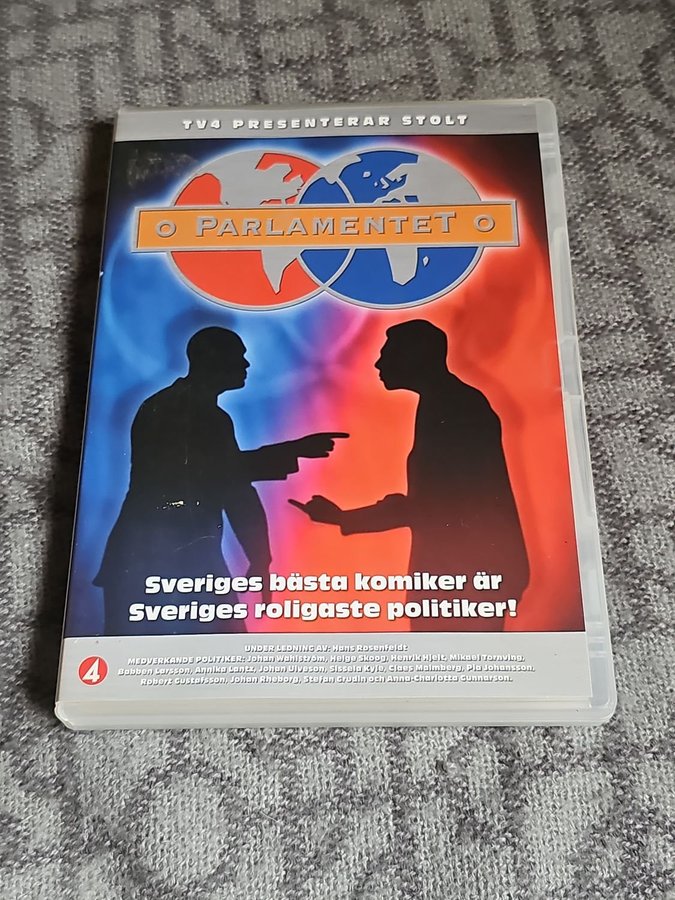 TV4 PRESENTERAR STOLT
PARLAMENTET
Sveriges bästa komiker är
Sveriges roligaste politiker!
UNDER LEDNING AV: Hans Rosenfeldt
MEDVERKANDE POLITIKER: Johan Wahlström, Helge Skoog, Henrik Hjelt, Mikael Tornving,
Babben Larsson, Annika Lantz, Johan Ulveson, Sissela Kyle, Claes Malmberg, Pia Johansson,
Robert Gustafsson, Johan Rheborg, Stefan Grudin och Anna-Charlotta Gunnarson.
4